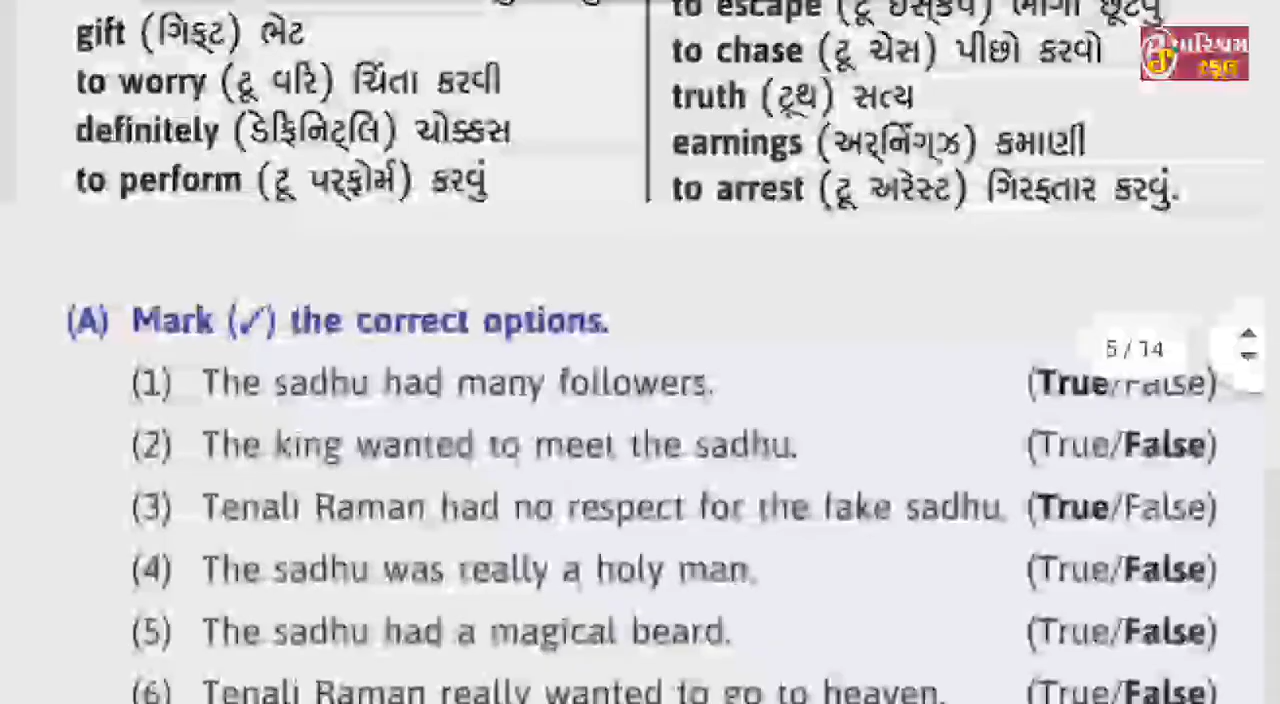 gift (ગિફ્ટ) ભેટ
to worry (ટૂ વરિ) ચિંતા કરવી
definitely (ડેફિનિટ્લિ) ચોક્કસ
to perform (ટૂ પર્ફોર્મ) કરવું
to escape (ટૂ ઇસ્કેપ) ભાગી છૂટવું
to chase (ટૂ ચેસ) પીછો કરવો
truth (ટ્રૂથ) સત્ય
earnings (અર્નિંગ્ઝ) કમાણી
to arrest (ટૂ અરેસ્ટ) ગિરફ્તાર કરવું.
પરિશ્રમ
(A) Mark (✓) the correct options.
5 / 14
(1) The sadhu had many followers. (True/False)
(2) The king wanted to meet the sadhu. (True/False)
(3) Tenali Raman had no respect for the fake sadhu. (True/False)
(4) The sadhu was really a holy man. (True/False)
(5) The sadhu had a magical beard. (True/False)
(6) Tenali Raman really wanted to go to heaven. (True/False)